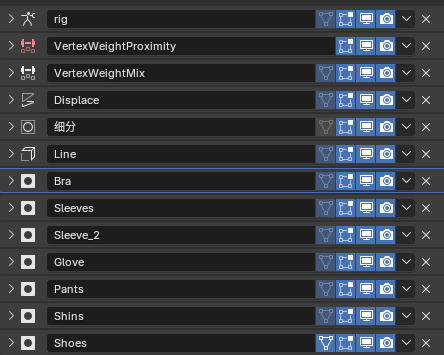 rig
VertexWeightProximity
VertexWeightMix
Displace
细分
Line
Bra
Sleeves
Sleeve_2
Glove
Pants
Shins
Shoes